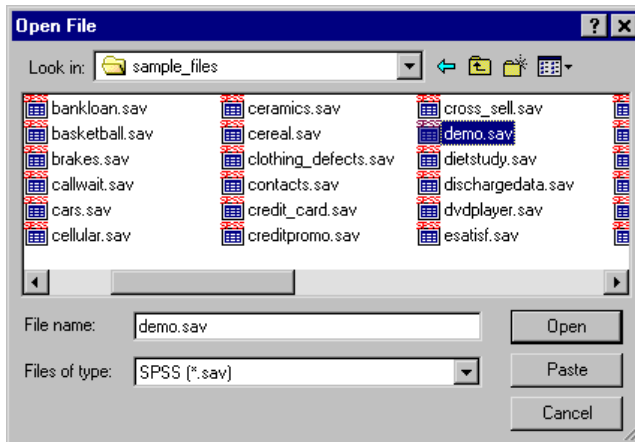 Open File
Look in: sample_files
bankloan.sav ceramics.sav cross_sell.sav
basketball.sav cereal.sav demo.sav
brakes.sav clothing_defects.sav dietstudy.sav
callwait.sav contacts.sav dischargedata.sav
cars.sav credit_card.sav dvdplayer.sav
cellular.sav creditpromo.sav esatisf.sav
File name: demo.sav Open
Files of type: SPSS (*.sav) Paste
Cancel